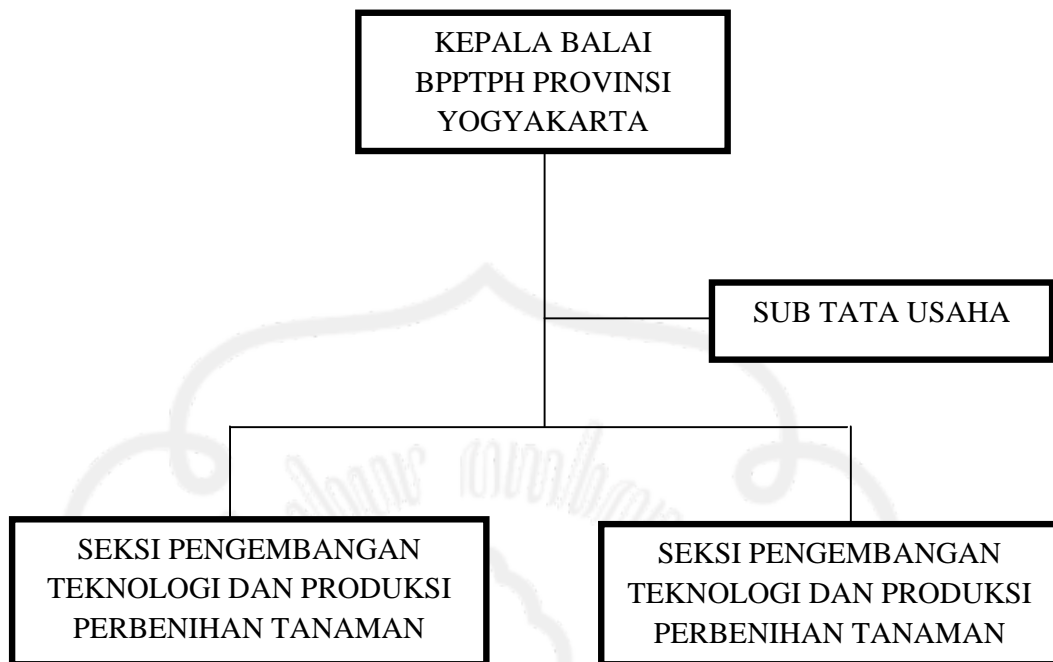 KEPALA BALAI
BPPTPH PROVINSI
YOGYAKARTA
SUB TATA USAHA
SEKSI PENGEMBANGAN
TEKNOLOGI DAN PRODUKSI
PERBENIHAN TANAMAN
SEKSI PENGEMBANGAN
TEKNOLOGI DAN PRODUKSI
PERBENIHAN TANAMAN